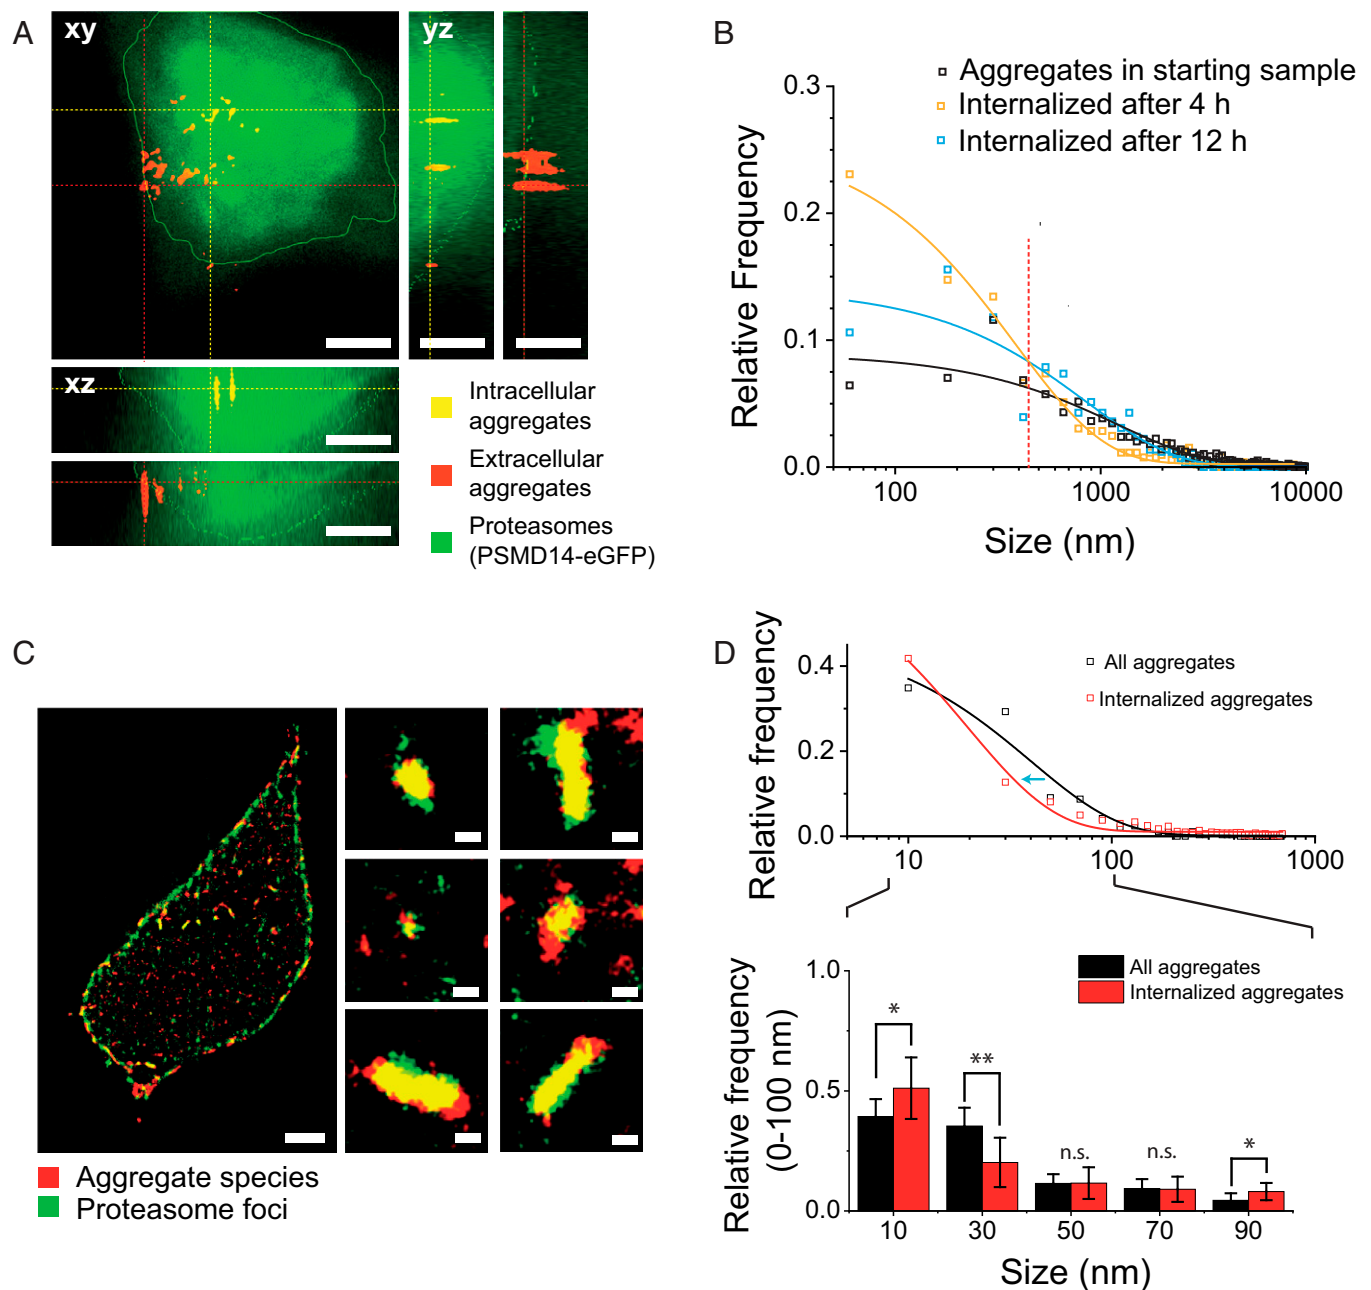 A
xy
yz
xz
Intracellular
aggregates
Extracellular
aggregates
Proteasomes
(PSMD14-eGFP)
B
Aggregates in starting sample
Internalized after 4 h
Internalized after 12 h
Relative Frequency
0.3
0.2
0.1
0.0
100
1000
10000
Size (nm)
C
Aggregate species
Proteasome foci
D
All aggregates
Internalized aggregates
Relative frequency
0.4
0.2
0.0
10
100
1000
All aggregates
Internalized aggregates
Relative frequency
(0-100 nm)
1.0
0.5
0.0
*
**
n.s.
n.s.
*
10
30
50
70
90
Size (nm)